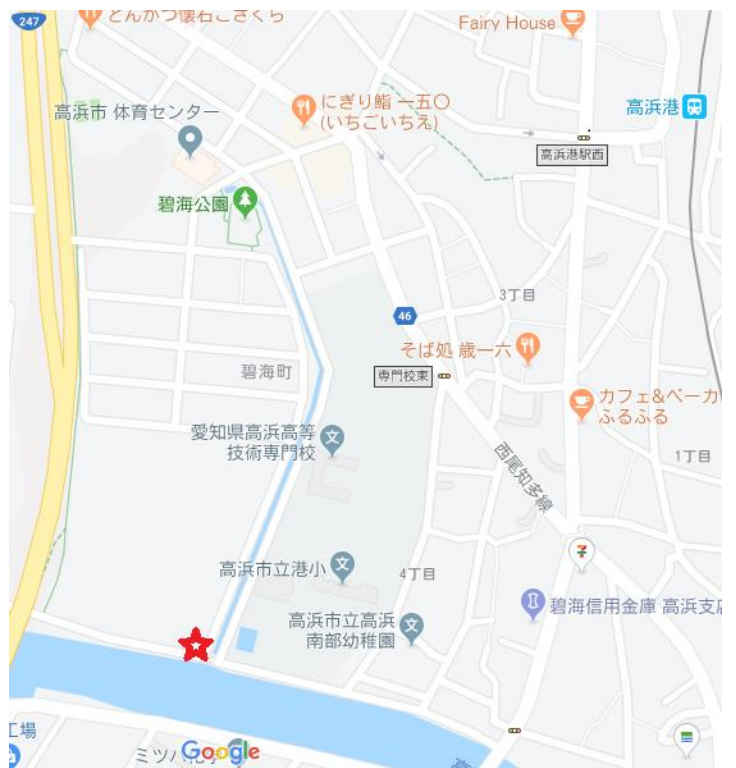 247
とんかつ懐石こさくら
Fairy House
高浜港
にぎり鮨 一五〇
(いちごいちえ)
高浜市 体育センター
高浜港駅西
碧海公園
3丁目
46
そば処 歳一六
専門校東
碧海町
カフェ&ベーカ
ふるふる
愛知県高浜高等
技術専門校
1丁目
西尾知多線
高浜市立港小
4丁目
碧海信用金庫 高浜支店
高浜市立高浜
南部幼稚園
工場
Google